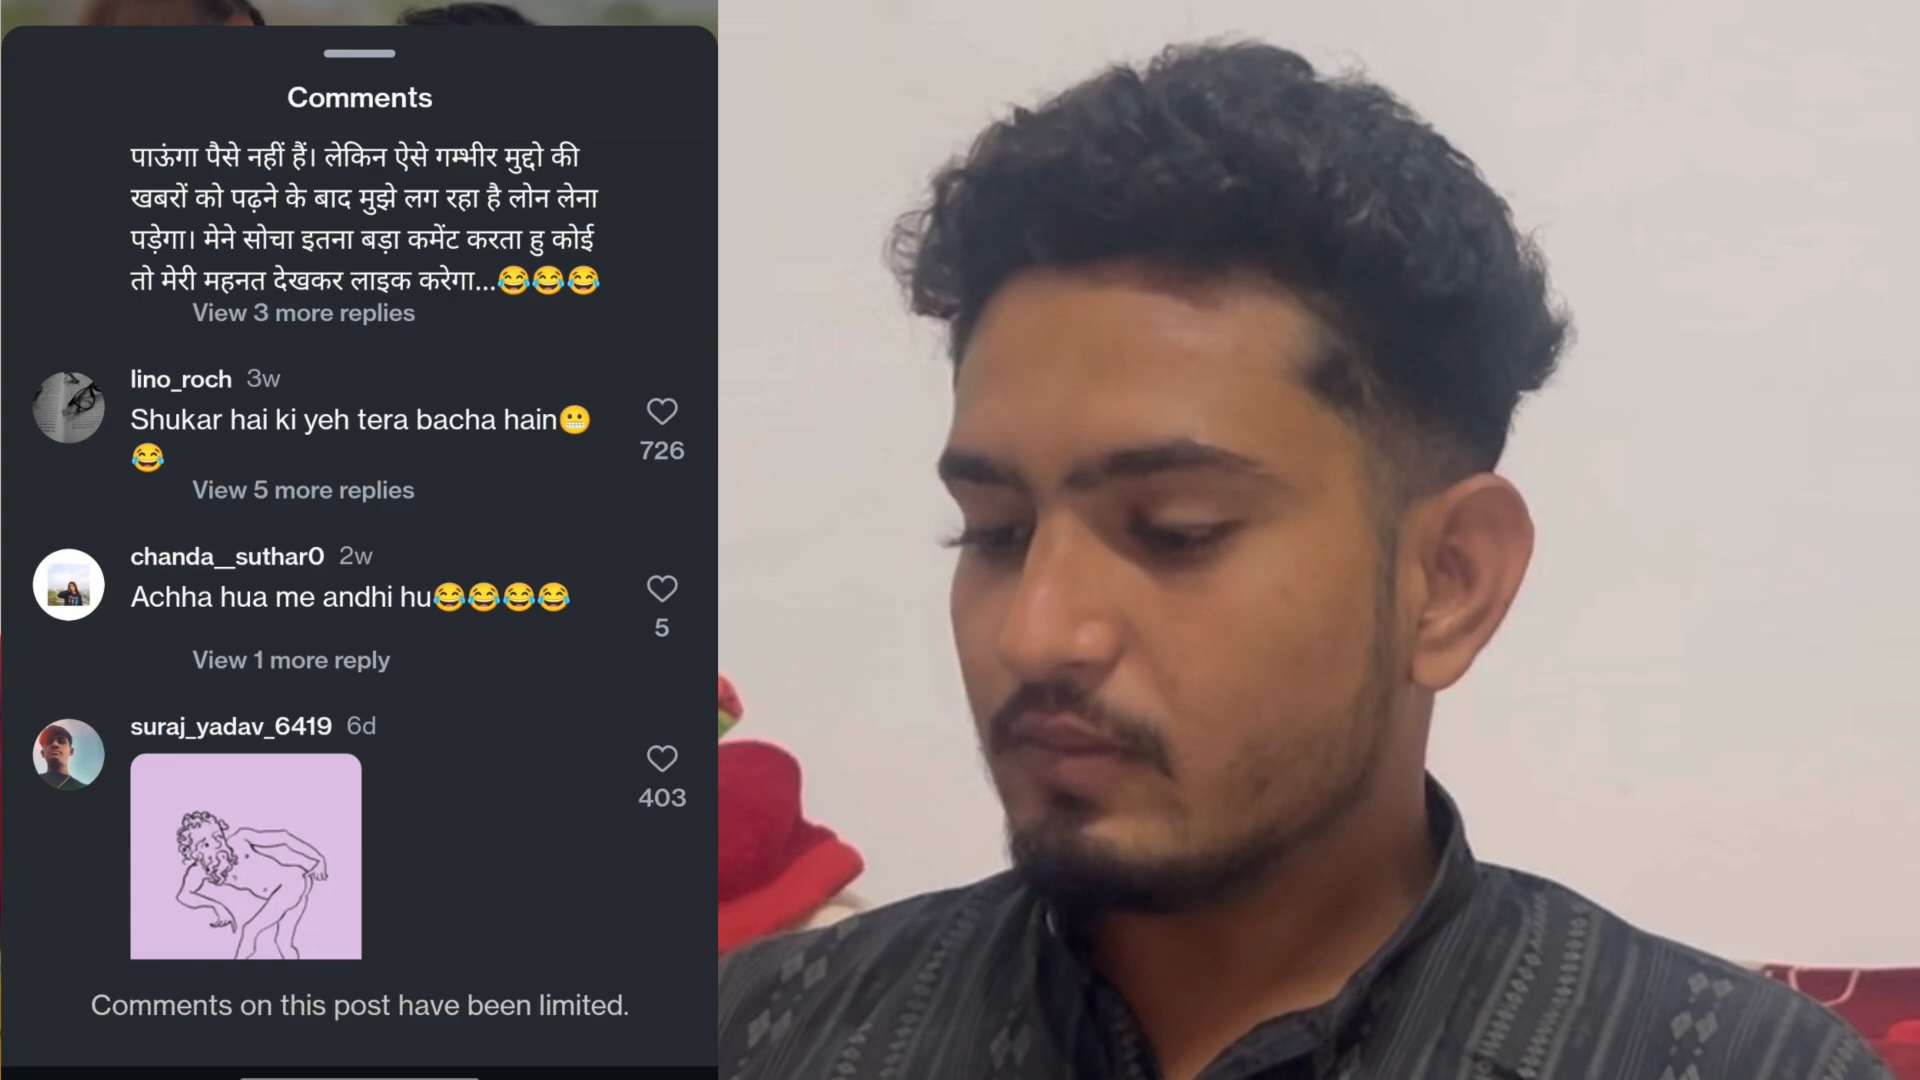 Comments
पाऊंगा पैसे नहीं हैं। लेकिन ऐसे गम्भीर मुद्दो की
खबरों को पढ़ने के बाद मुझे लग रहा है लोन लेना
पड़ेगा। मेने सोचा इतना बड़ा कमेंट करता हु कोई
तो मेरी महनत देखकर लाइक करेगा...😂😂😂
View 3 more replies
lino_roch 3w
Shukar hai ki yeh tera bacha hain😬
😂
726
View 5 more replies
chanda__suthar0 2w
Achha hua me andhi hu😂😂😂😂
5
View 1 more reply
suraj_yadav_6419 6d
403
Comments on this post have been limited.